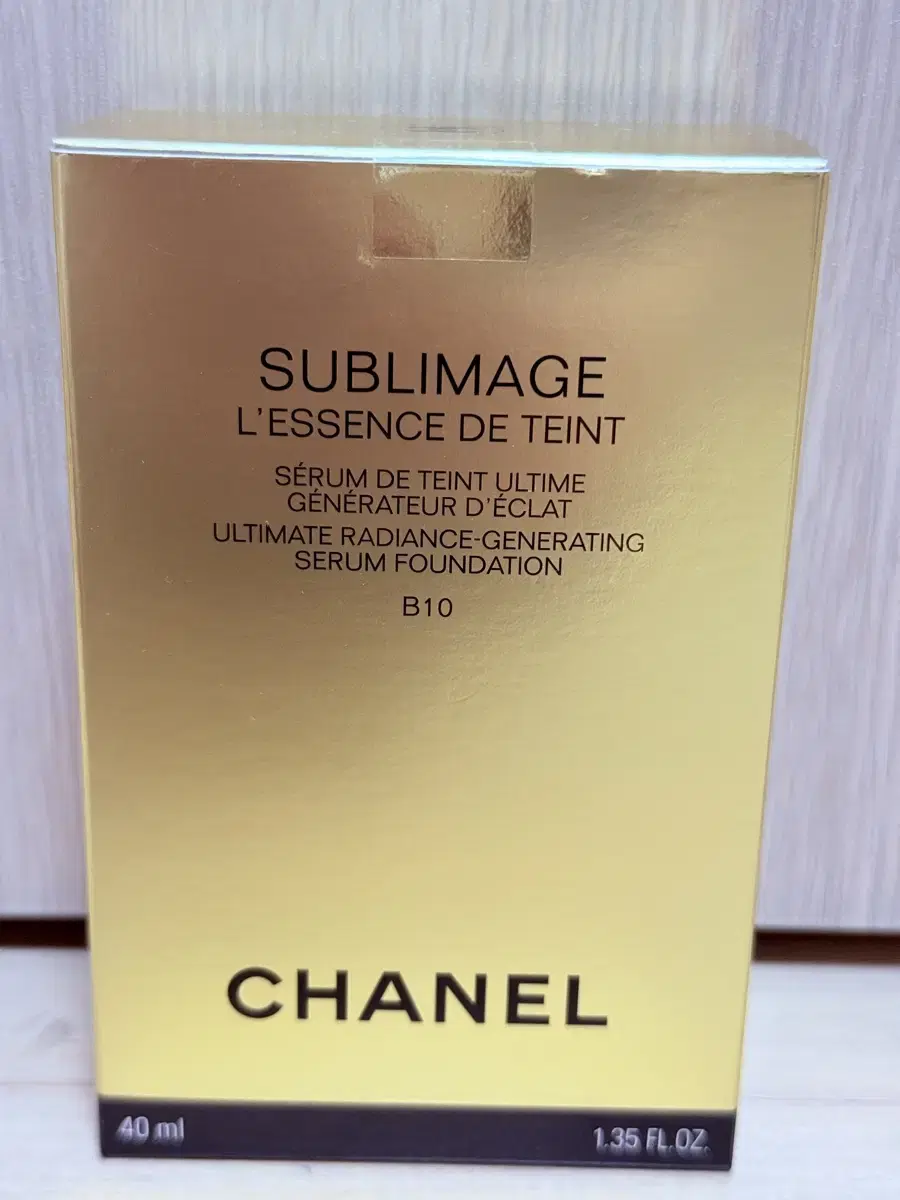 SUBLIMAGE
L'ESSENCE DE TEINT
SÉRUM DE TEINT ULTIME
GÉNÉRATEUR D'ÉCLAT
ULTIMATE RADIANCE-GENERATING
SERUM FOUNDATION
B10
CHANEL
40 ml
1.35 FL.OZ.